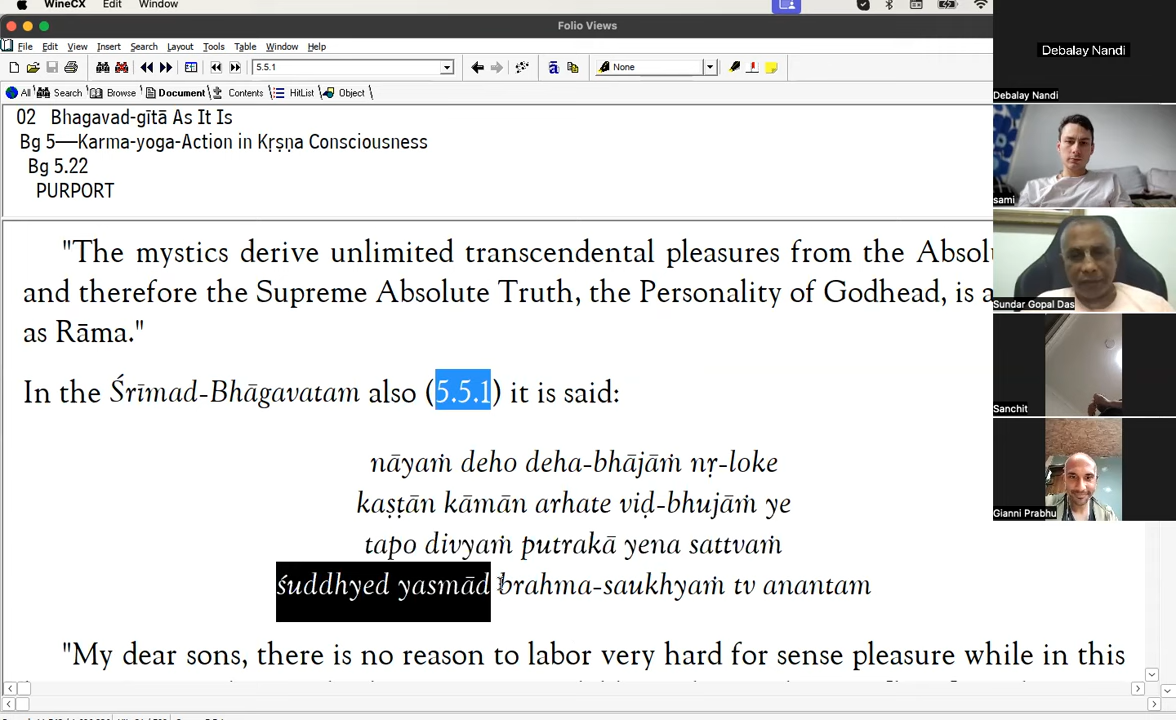 WineCX Edit Window
Folio Views
File Edit View Insert Search Layout Tools Table Window Help
5.5.1 None
All Search Browse Document Contents HitList Object
02 Bhagavad-gītā As It Is
Bg 5—Karma-yoga-Action in Kṛṣṇa Consciousness
Bg 5.22
PURPORT
"The mystics derive unlimited transcendental pleasures from the
and therefore the Supreme Absolute Truth, the Personality of Godhead, is
as Rāma."
In the Śrīmad-Bhāgavatam also (5.5.1) it is said:
nāyaṁ deho deha-bhājāṁ nṛ-loke
kaṣṭān kāmān arhate viḍ-bhujāṁ ye
tapo divyaṁ putrakā yena sattvaṁ
śuddhyed yasmād brahma-saukhyaṁ tv anantam
"My dear sons, there is no reason to labor very hard for sense pleasure while in this
Debalay Nandi
Debalay Nandi
sami
Sundar Gopal Das
Sanchit
Gianni Prabhu